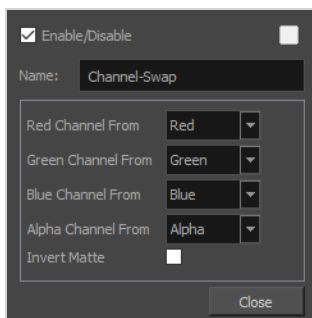 Enable/Disable
Name: Channel-Swap
Red Channel From Red
Green Channel From Green
Blue Channel From Blue
Alpha Channel From Alpha
Invert Matte
Close